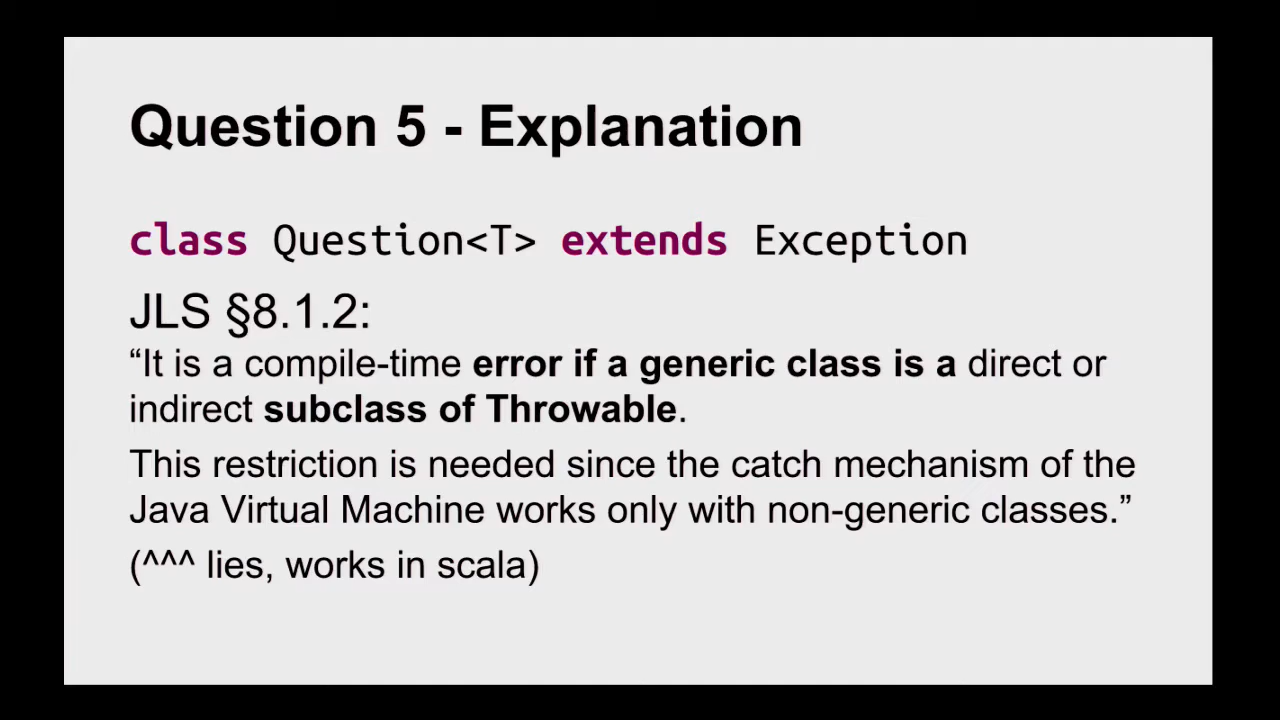 Question 5 - Explanation
class Question<T> extends Exception
JLS §8.1.2:
“It is a compile-time error if a generic class is a direct or
indirect subclass of Throwable.
This restriction is needed since the catch mechanism of the
Java Virtual Machine works only with non-generic classes.”
(^^^ lies, works in scala)